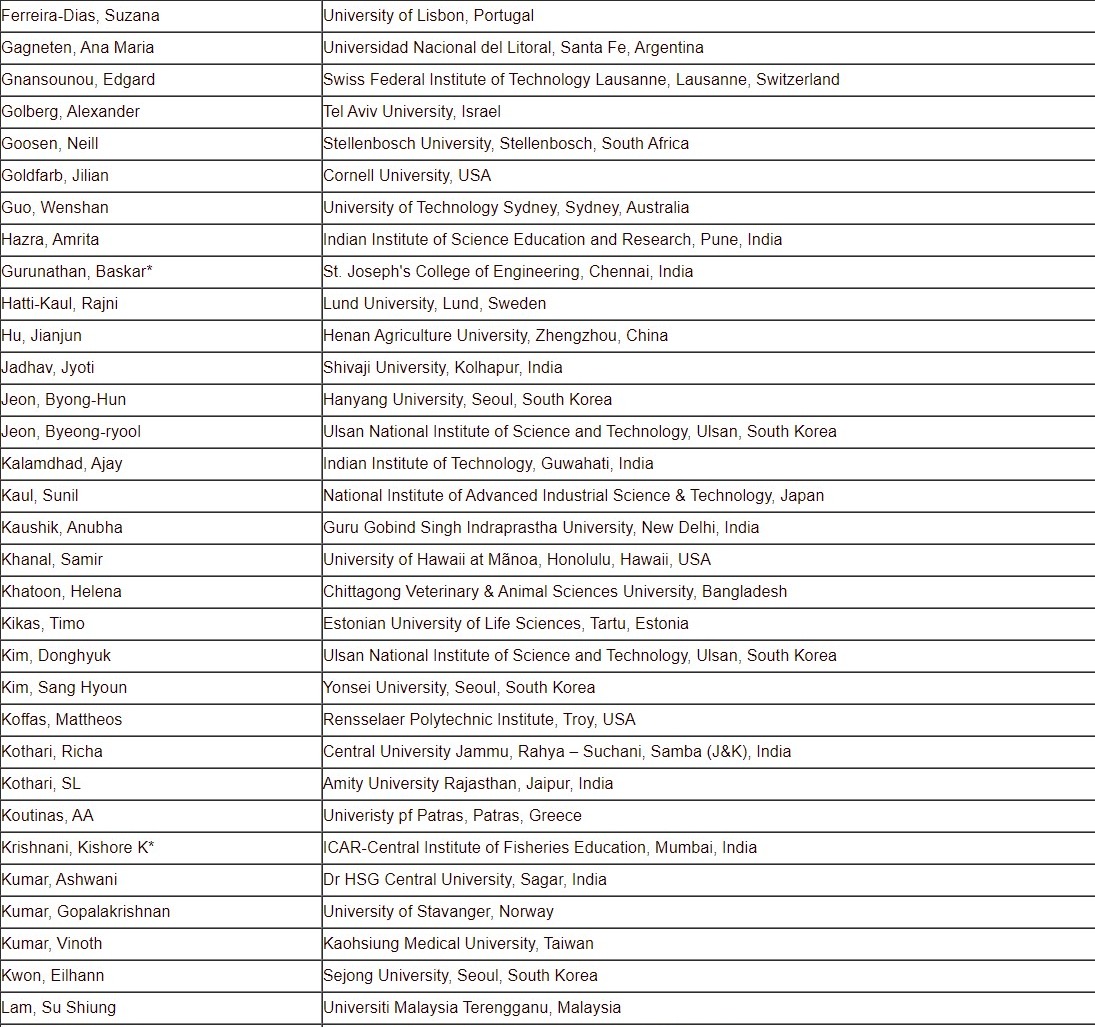 Ferreira-Dias, Suzana University of Lisbon, Portugal
Gagneten, Ana Maria Universidad Nacional del Litoral, Santa Fe, Argentina
Gnansounou, Edgard Swiss Federal Institute of Technology Lausanne, Lausanne, Switzerland
Golberg, Alexander Tel Aviv University, Israel
Goosen, Neill Stellenbosch University, Stellenbosch, South Africa
Goldfarb, Jilian Cornell University, USA
Guo, Wenshan University of Technology Sydney, Sydney, Australia
Hazra, Amrita Indian Institute of Science Education and Research, Pune, India
Gurunathan, Baskar* St. Joseph's College of Engineering, Chennai, India
Hatti-Kaul, Rajni Lund University, Lund, Sweden
Hu, Jianjun Henan Agriculture University, Zhengzhou, China
Jadhav, Jyoti Shivaji University, Kolhapur, India
Jeon, Byong-Hun Hanyang University, Seoul, South Korea
Jeon, Byeong-ryool Ulsan National Institute of Science and Technology, Ulsan, South Korea
Kalamdhad, Ajay Indian Institute of Technology, Guwahati, India
Kaul, Sunil National Institute of Advanced Industrial Science & Technology, Japan
Kaushik, Anubha Guru Gobind Singh Indraprastha University, New Delhi, India
Khanal, Samir University of Hawaii at Mãnoa, Honolulu, Hawaii, USA
Khatoon, Helena Chittagong Veterinary & Animal Sciences University, Bangladesh
Kikas, Timo Estonian University of Life Sciences, Tartu, Estonia
Kim, Donghyuk Ulsan National Institute of Science and Technology, Ulsan, South Korea
Kim, Sang Hyoun Yonsei University, Seoul, South Korea
Koffas, Mattheos Rensselaer Polytechnic Institute, Troy, USA
Kothari, Richa Central University Jammu, Rahya – Suchani, Samba (J&K), India
Kothari, SL Amity University Rajasthan, Jaipur, India
Koutinas, AA Univeristy pf Patras, Patras, Greece
Krishnani, Kishore K* ICAR-Central Institute of Fisheries Education, Mumbai, India
Kumar, Ashwani Dr HSG Central University, Sagar, India
Kumar, Gopalakrishnan University of Stavanger, Norway
Kumar, Vinoth Kaohsiung Medical University, Taiwan
Kwon, Eilhann Sejong University, Seoul, South Korea
Lam, Su Shiung Universiti Malaysia Terengganu, Malaysia